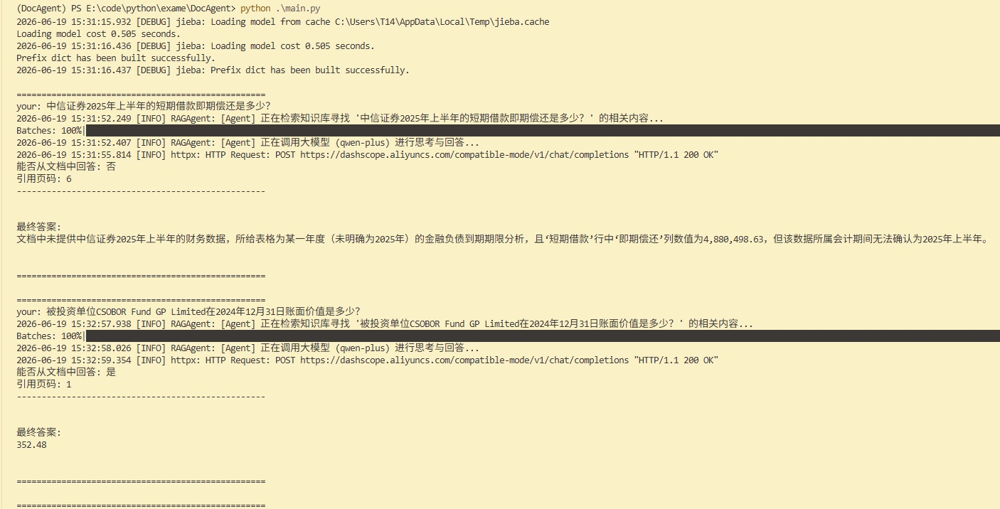 (DocAgent) PS E:\code\python\exame\DocAgent> python .\main.py
2026-06-19 15:31:15.932 [DEBUG] jieba: Loading model from cache C:\Users\T14\AppData\Local\Temp\jieba.cache
Loading model cost 0.505 seconds.
2026-06-19 15:31:16.436 [DEBUG] jieba: Loading model cost 0.505 seconds.
Prefix dict has been built successfully.
2026-06-19 15:31:16.437 [DEBUG] jieba: Prefix dict has been built successfully.
==================================================
your: 中信证券2025年上半年的短期借款即期偿还是多少?
2026-06-19 15:31:52.249 [INFO] RAGAgent: [Agent] 正在检索知识库寻找 '中信证券2025年上半年的短期借款即期偿还是多少? ' 的相关内容...
Batches: 100%|
2026-06-19 15:31:52.407 [INFO] RAGAgent: [Agent] 正在调用大模型 (qwen-plus) 进行思考与回答...
2026-06-19 15:31:55.814 [INFO] httpx: HTTP Request: POST https://dashscope.aliyuncs.com/compatible-mode/v1/chat/completions "HTTP/1.1 200 OK"
能否从文档中回答: 否
引用页码: 6
--------------------------------------------------
最终答案:
文档中未提供中信证券2025年上半年的财务数据，所给表格为某一年度（未明确为2025年）的金融负债到期期限分析，且‘短期借款’行中‘即期偿还’列数值为4,880,498.63，但该数据所属会计期间无法确认为2025年上半年。
==================================================
==================================================
your: 被投资单位CSOBOR Fund GP Limited在2024年12月31日账面价值是多少?
2026-06-19 15:32:57.938 [INFO] RAGAgent: [Agent] 正在检索知识库寻找 '被投资单位CSOBOR Fund GP Limited在2024年12月31日账面价值是多少? ' 的相关内容...
Batches: 100%|
2026-06-19 15:32:58.026 [INFO] RAGAgent: [Agent] 正在调用大模型 (qwen-plus) 进行思考与回答...
2026-06-19 15:32:59.354 [INFO] httpx: HTTP Request: POST https://dashscope.aliyuncs.com/compatible-mode/v1/chat/completions "HTTP/1.1 200 OK"
能否从文档中回答: 是
引用页码: 1
--------------------------------------------------
最终答案:
352.48
==================================================
==================================================